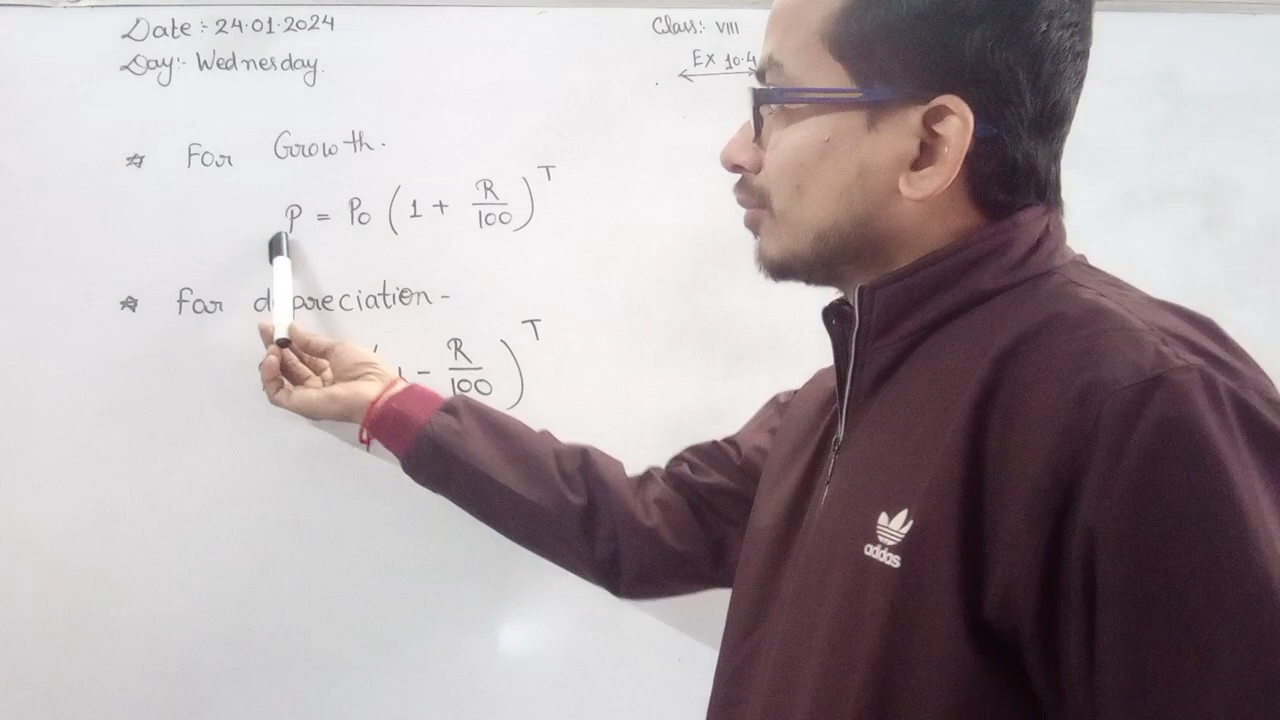 Date :- 24.01.2024
Class:- VIII
Day:- Wednesday.
EX 10.4
☆ For Growth.
P = P₀ (1 + R/100)^T
☆ For depreciation -
1 - R/100)^T
adidas